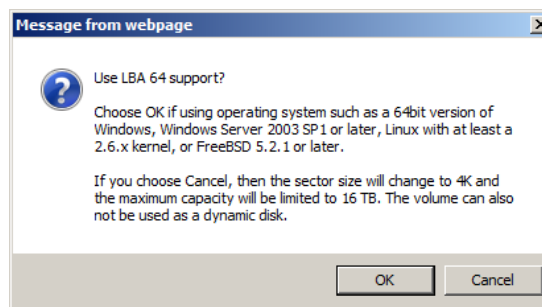 Message from webpage
Use LBA 64 support?
Choose OK if using operating system such as a 64bit version of
Windows, Windows Server 2003 SP1 or later, Linux with at least a
2.6.x kernel, or FreeBSD 5.2.1 or later.
If you choose Cancel, then the sector size will change to 4K and
the maximum capacity will be limited to 16 TB. The volume can also
not be used as a dynamic disk.
OK
Cancel